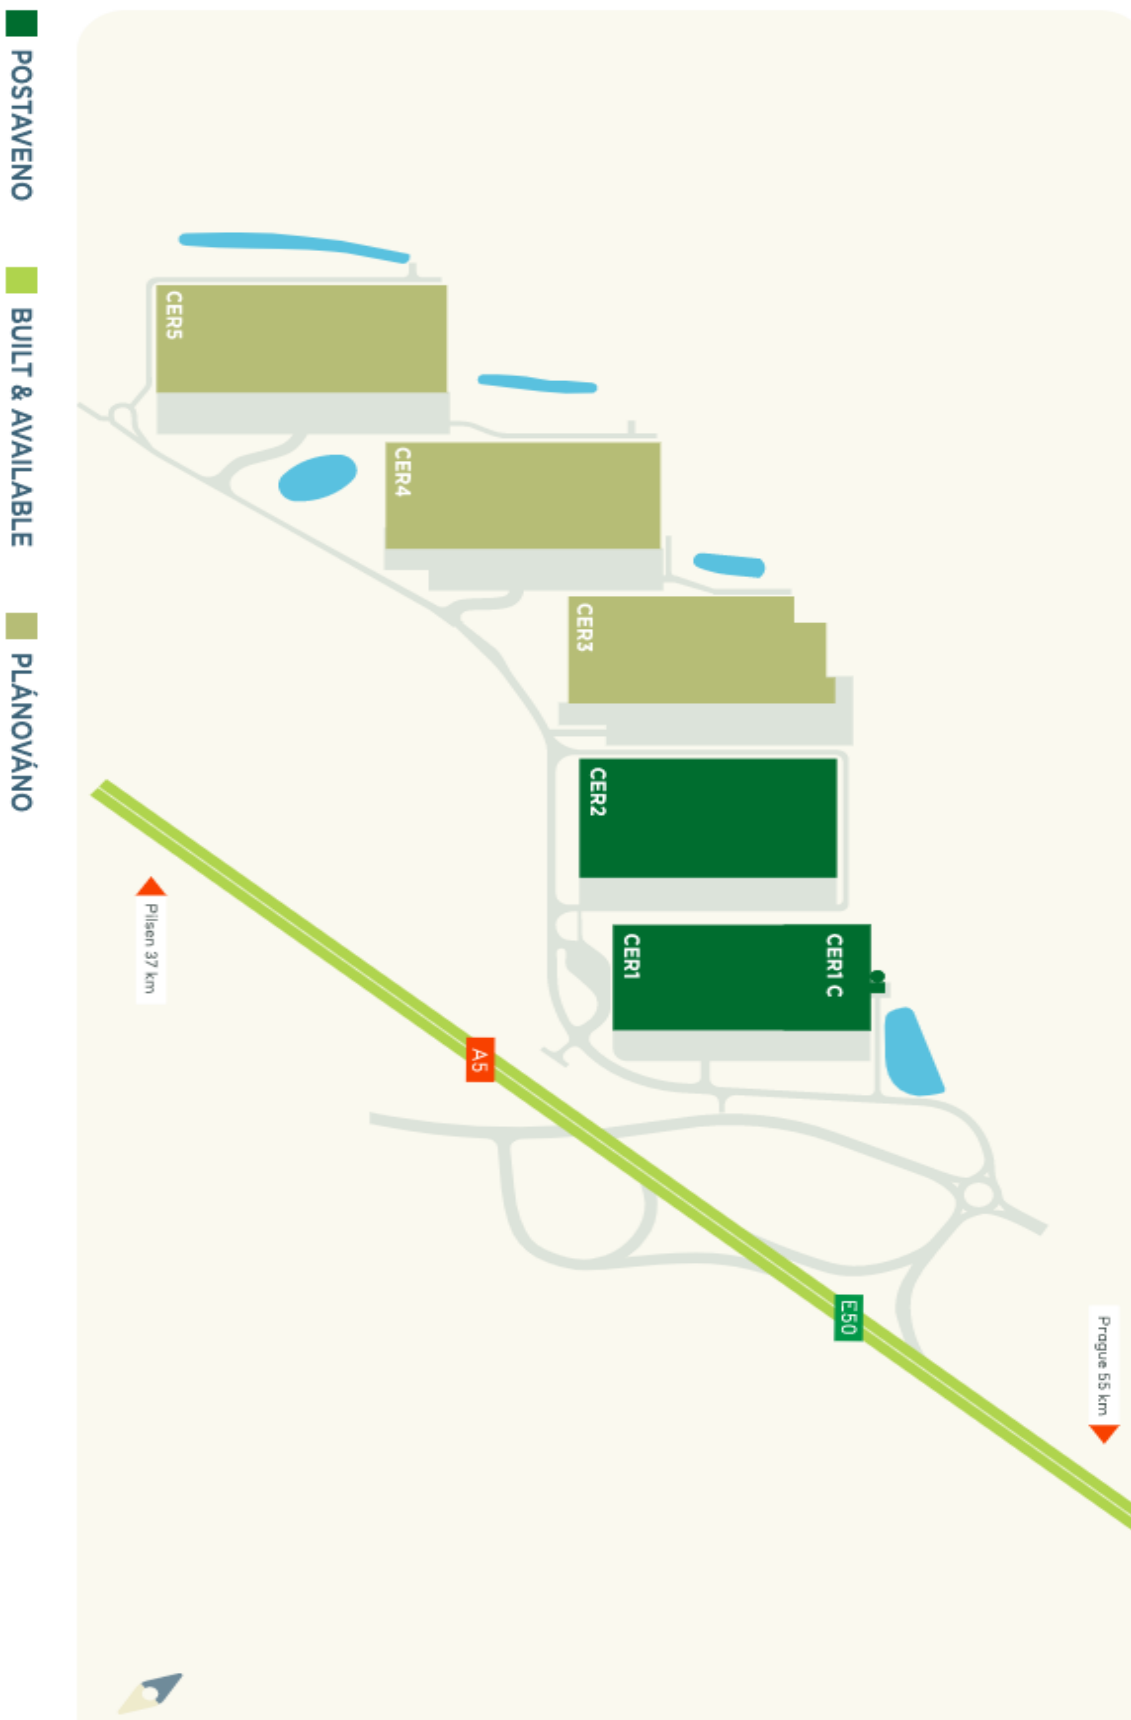 POSTAVENO
BUILT & AVAILABLE
PLÁNOVÁNO
CER5
CER4
CER3
CER2
CER1
CER1 C
Pilsen 37 km
A5
E50
Prague 55 km